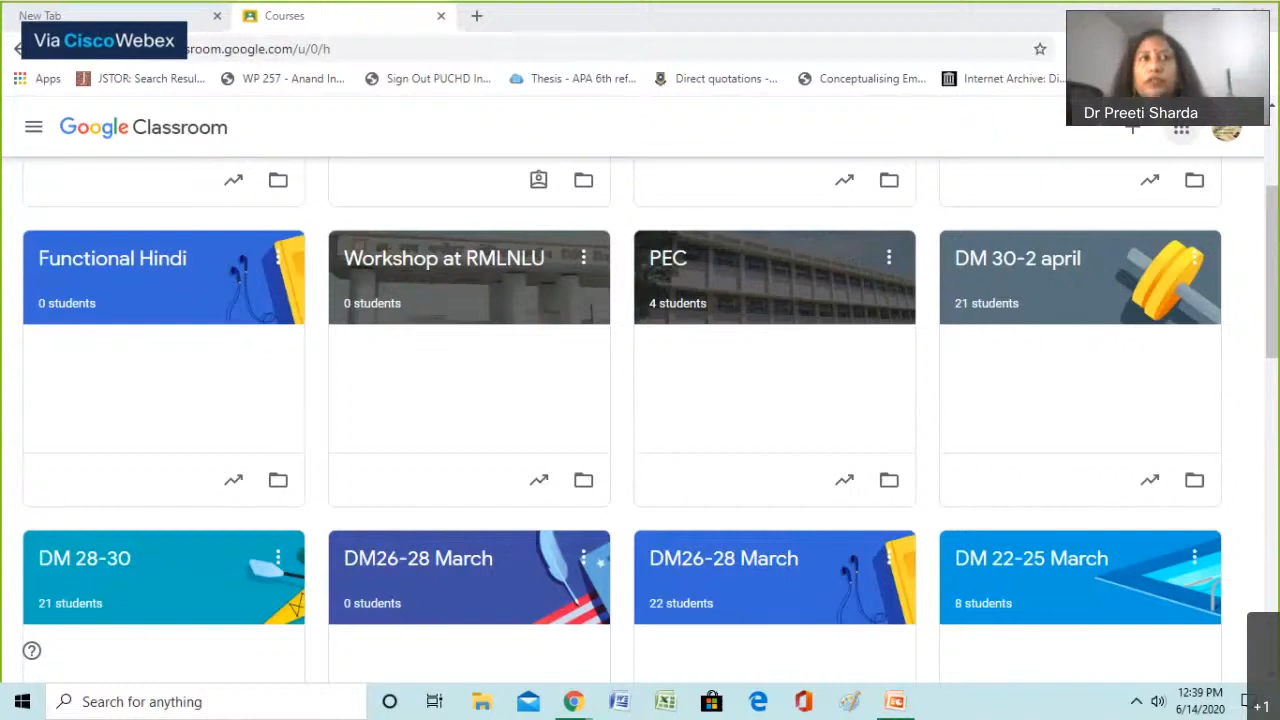 New Tab
Courses
Via CiscoWebex
sroom.google.com/u/0/h
Apps
JSTOR: Search Resul...
WP 257 - Anand In...
Sign Out PUCHD In...
Thesis - APA 6th ref...
Direct quotations -...
Conceptualising Em...
Internet Archive: Di...
Dr Preeti Sharda
Google Classroom
Functional Hindi
0 students
Workshop at RMLNLU
0 students
PEC
4 students
DM 30-2 april
21 students
DM 28-30
21 students
DM26-28 March
0 students
DM26-28 March
22 students
DM 22-25 March
8 students
Search for anything
12:39 PM
6/14/2020
+1